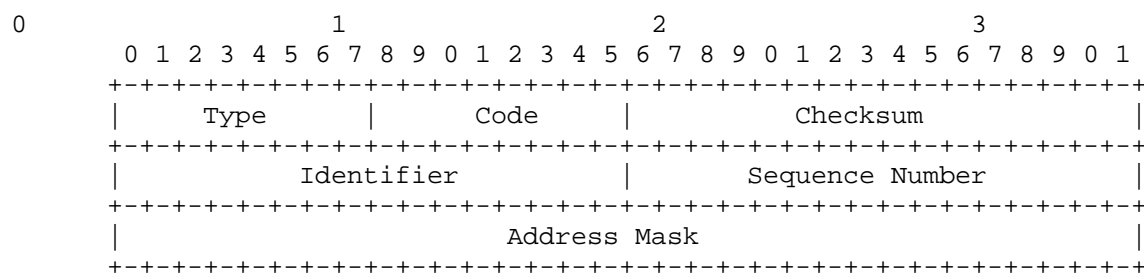 0                   1                   2                   3
 0 1 2 3 4 5 6 7 8 9 0 1 2 3 4 5 6 7 8 9 0 1 2 3 4 5 6 7 8 9 0 1
+-+-+-+-+-+-+-+-+-+-+-+-+-+-+-+-+-+-+-+-+-+-+-+-+-+-+-+-+-+-+-+-+
|     Type      |     Code      |          Checksum             |
+-+-+-+-+-+-+-+-+-+-+-+-+-+-+-+-+-+-+-+-+-+-+-+-+-+-+-+-+-+-+-+-+
|           Identifier          |       Sequence Number         |
+-+-+-+-+-+-+-+-+-+-+-+-+-+-+-+-+-+-+-+-+-+-+-+-+-+-+-+-+-+-+-+-+
|                        Address Mask                           |
+-+-+-+-+-+-+-+-+-+-+-+-+-+-+-+-+-+-+-+-+-+-+-+-+-+-+-+-+-+-+-+-+